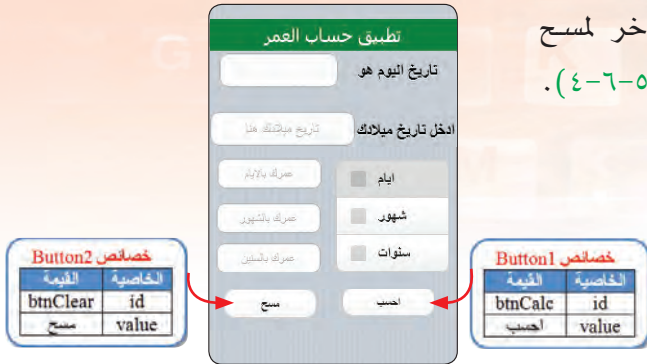 خر لمسح
٥-٦-٤).
تطبيق حساب العمر
تاريخ اليوم هو
ادخل تاريخ ميلادك
تاريخ ميلادك هنا
ايام
عمرك بالايام
شهور
عمرك بالشهور
سنوات
عمرك بالسنين
احسب
مسح
خصائص Button1
الخاصية القيمة
id btnCalc
value احسب
خصائص Button2
الخاصية القيمة
id btnClear
value مسح